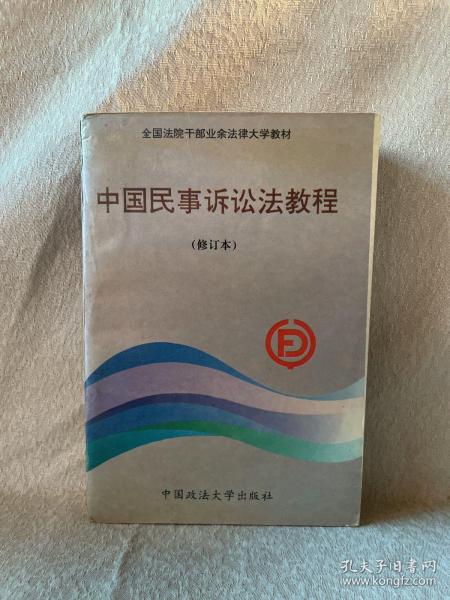 全国法院干部业余法律大学教材
中国民事诉讼法教程
(修订本)
中国政法大学出版社
孔夫子旧书网
www.kongfz.com